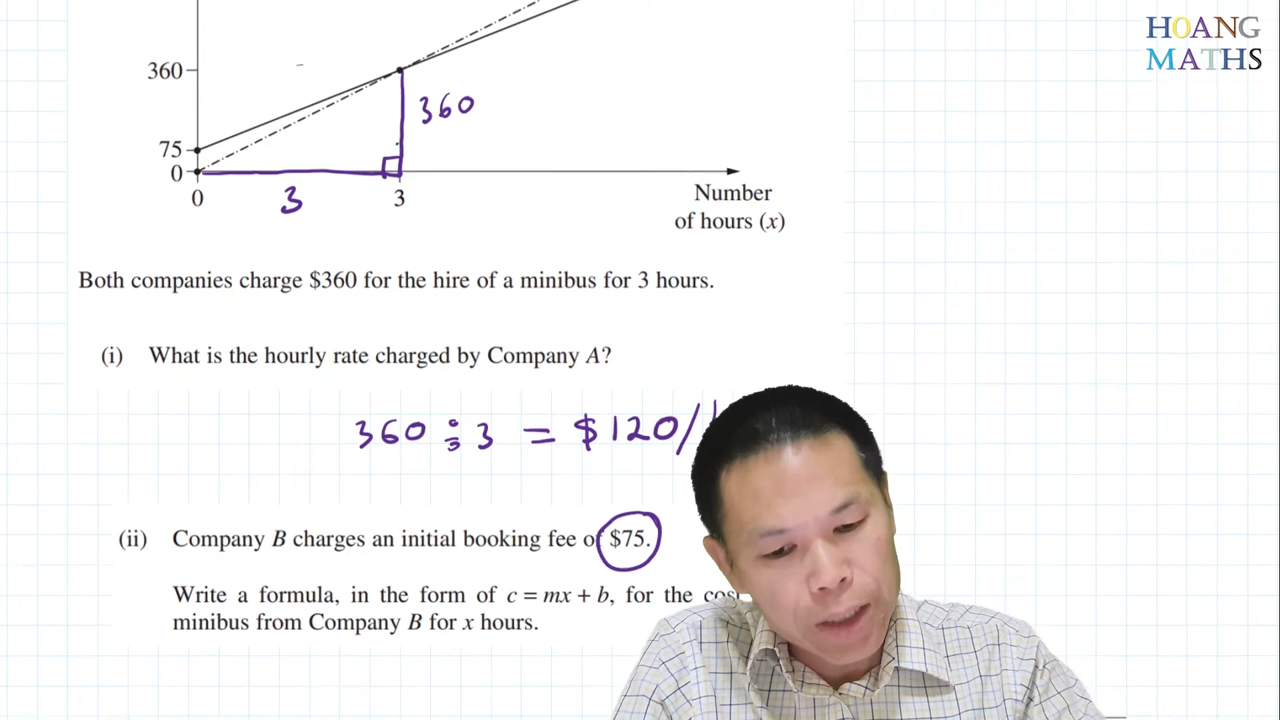 HOANG
MATHS
360
360
75
0
0
3
3
Number
of hours (x)
Both companies charge $360 for the hire of a minibus for 3 hours.
(i) What is the hourly rate charged by Company A?
360 ÷ 3 = $120/
(ii) Company B charges an initial booking fee of $75.
Write a formula, in the form of c = mx + b, for the
minibus from Company B for x hours.